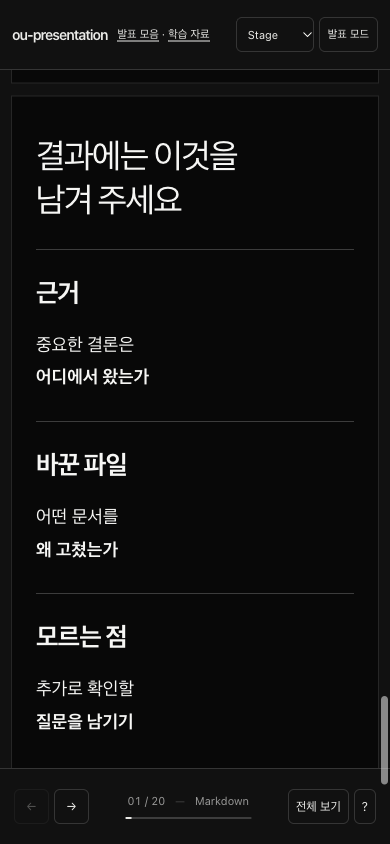 ou-presentation 발표 모음 · 학습 자료 Stage 발표 모드
결과에는 이것을
남겨 주세요
근거
중요한 결론은
어디에서 왔는가
바꾼 파일
어떤 문서를
왜 고쳤는가
모르는 점
추가로 확인할
질문을 남기기
← → 01 / 20 — Markdown 전체 보기 ?